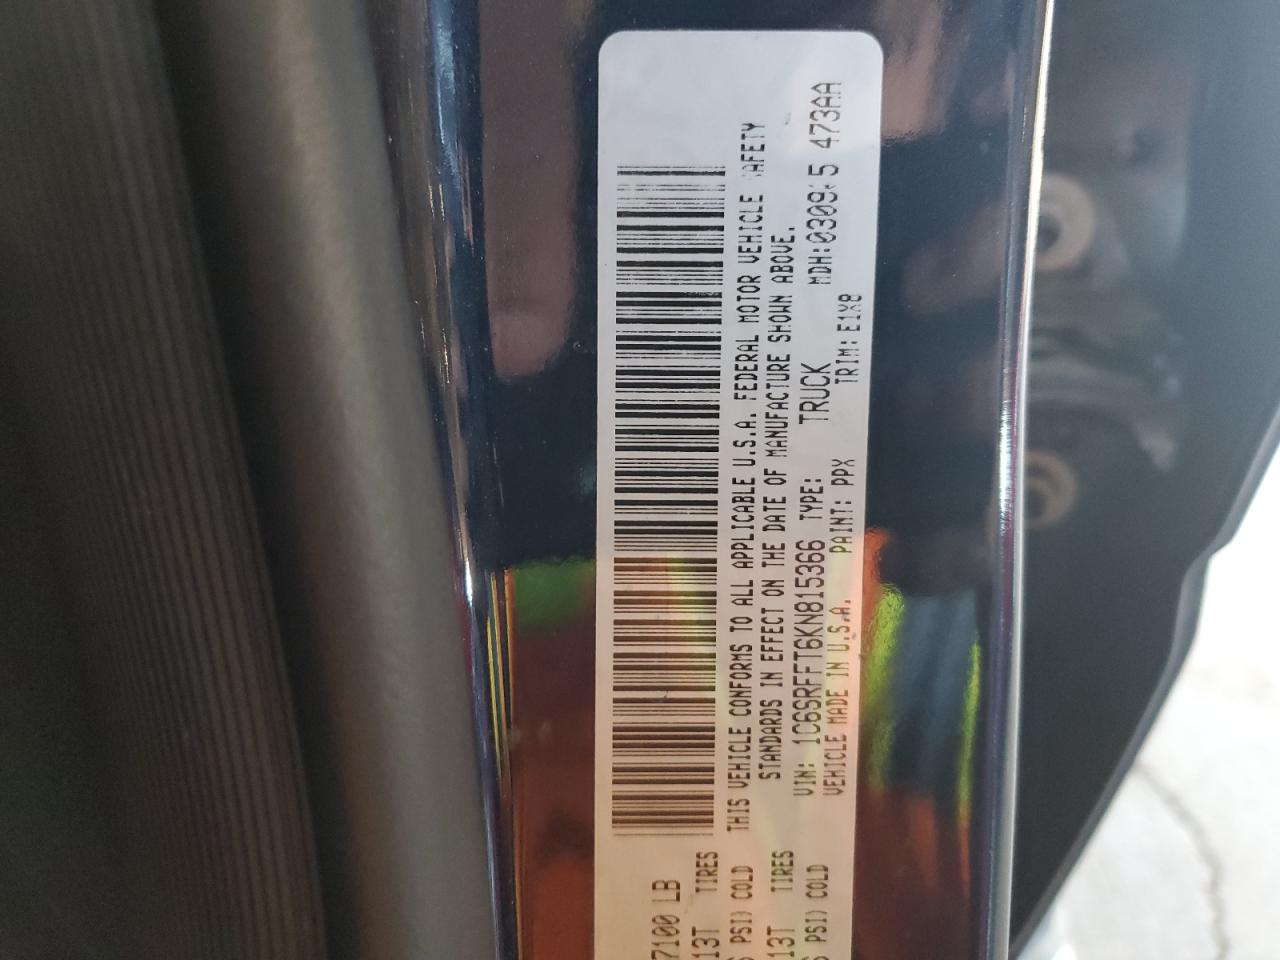 7100 LB
13T TIRES
PSI) COLD
13T TIRES
PSI) COLD
THIS VEHICLE CONFORMS TO ALL APPLICABLE U.S.A. FEDERAL MOTOR VEHICLE SAFETY
STANDARDS IN EFFECT ON THE DATE OF MANUFACTURE SHOWN ABOVE.
VIN: 1C6SRFFT6KN815366 TYPE: TRUCK MDH: 473AA
VEHICLE MADE IN U.S.A. PAINT: PPX TRIM: E1X8